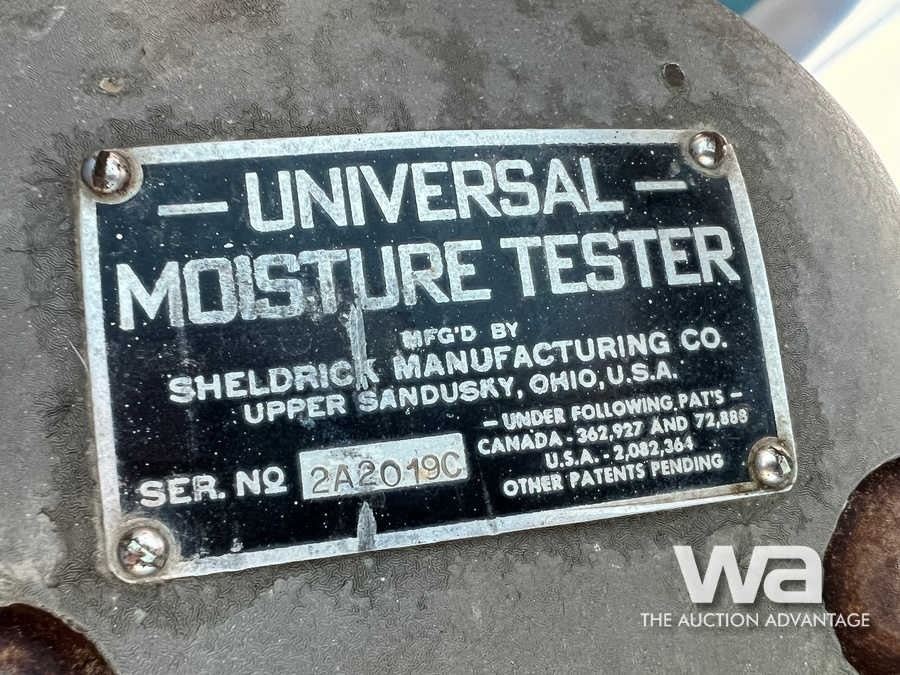 — UNIVERSAL —
MOISTURE TESTER
MFG'D BY
SHELDRICK MANUFACTURING CO.
UPPER SANDUSKY, OHIO, U.S.A.
— UNDER FOLLOWING PAT'S —
CANADA - 362,927 AND 72,888
U.S.A. - 2,082,364
OTHER PATENTS PENDING
SER. Nº 2A2019C
wa
THE AUCTION ADVANTAGE